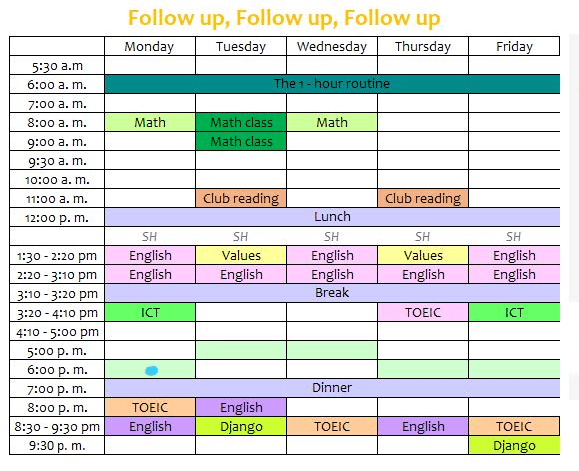 Follow up, Follow up, Follow up
Monday Tuesday Wednesday Thursday Friday
5:30 a.m
6:00 a. m. The 1 - hour routine
7:00 a. m.
8:00 a. m. Math Math class Math
9:00 a. m. Math class
9:30 a. m.
10:00 a. m.
11:00 a. m. Club reading Club reading
12:00 p. m. Lunch
SH SH SH SH SH
1:30 - 2:20 pm English Values English Values English
2:20 - 3:10 pm English English English English English
3:10 - 3:20 pm Break
3:20 - 4:10 pm ICT TOEIC ICT
4:10 - 5:00 pm
5:00 p. m.
6:00 p. m.
7:00 p. m. Dinner
8:00 p. m. TOEIC English
8:30 - 9:30 pm English Django TOEIC English TOEIC
9:30 p. m. Django